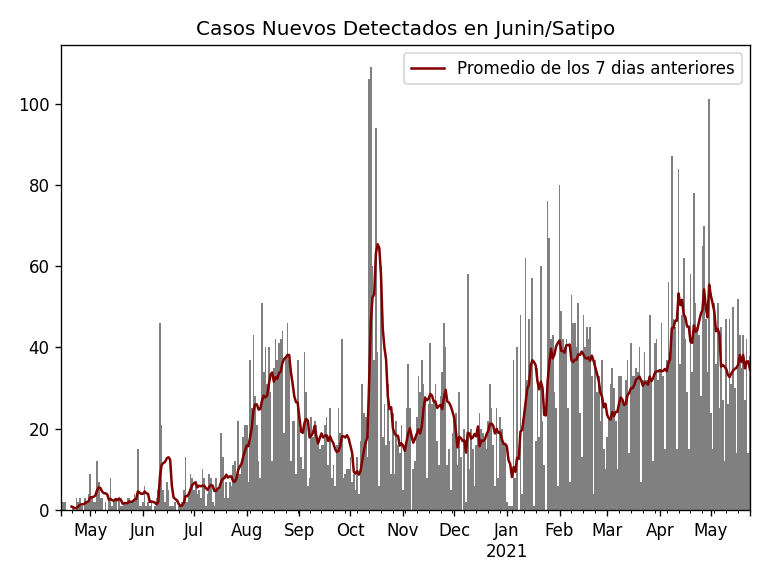 Casos Nuevos Detectados en Junin/Satipo
Promedio de los 7 dias anteriores
100
80
60
40
20
0
May Jun Jul Aug Sep Oct Nov Dec Jan Feb Mar Apr May
2021